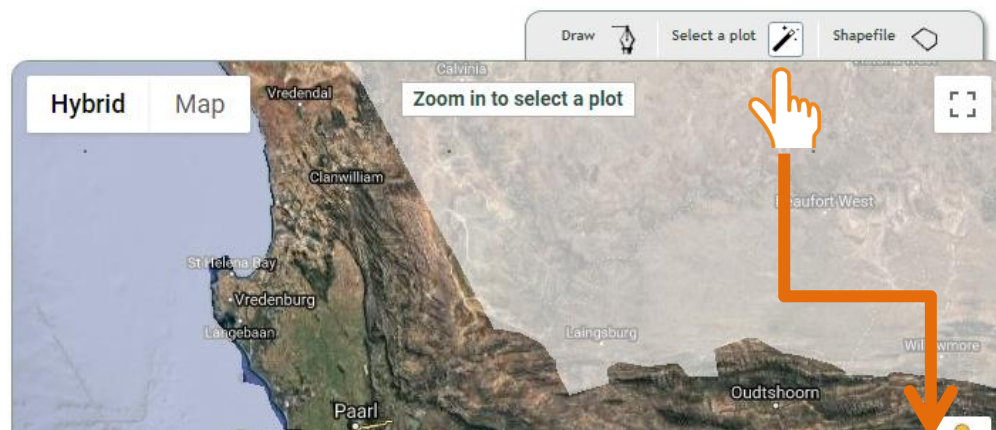 Draw Select a plot Shapefile
Calvinia
Hybrid Map Vredendal Zoom in to select a plot
Clanwilliam
Beaufort West
St Helena Bay
Vredenburg
Langebaan Laingsburg
Willowmore
Oudtshoorn
Paarl